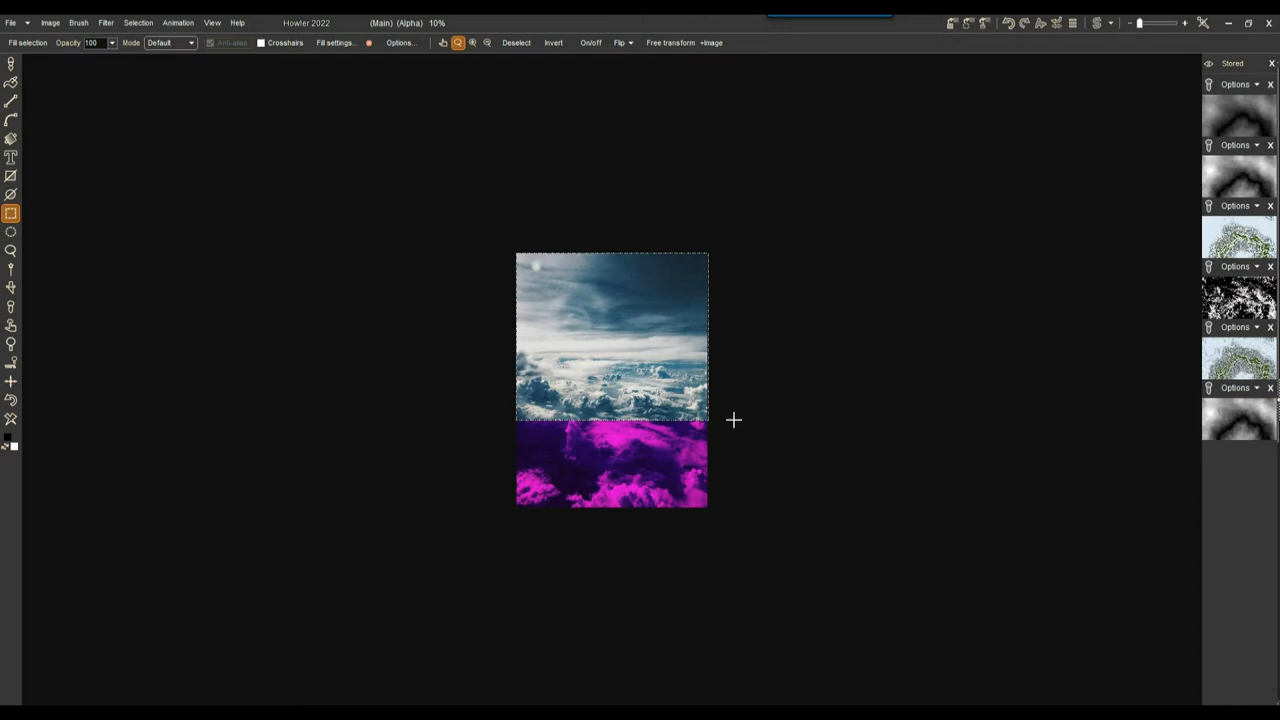 File Image Brush Filter Selection Animation View Help Howler 2022 (Main) (Alpha) 10%
Fill selection Opacity 100 Mode Default Anti-alias Crosshairs Fill settings... Options... Deselect Invert On/off Flip Free transform +Image
Stored X
Options X
Options X
Options X
Options X
Options X
Options X